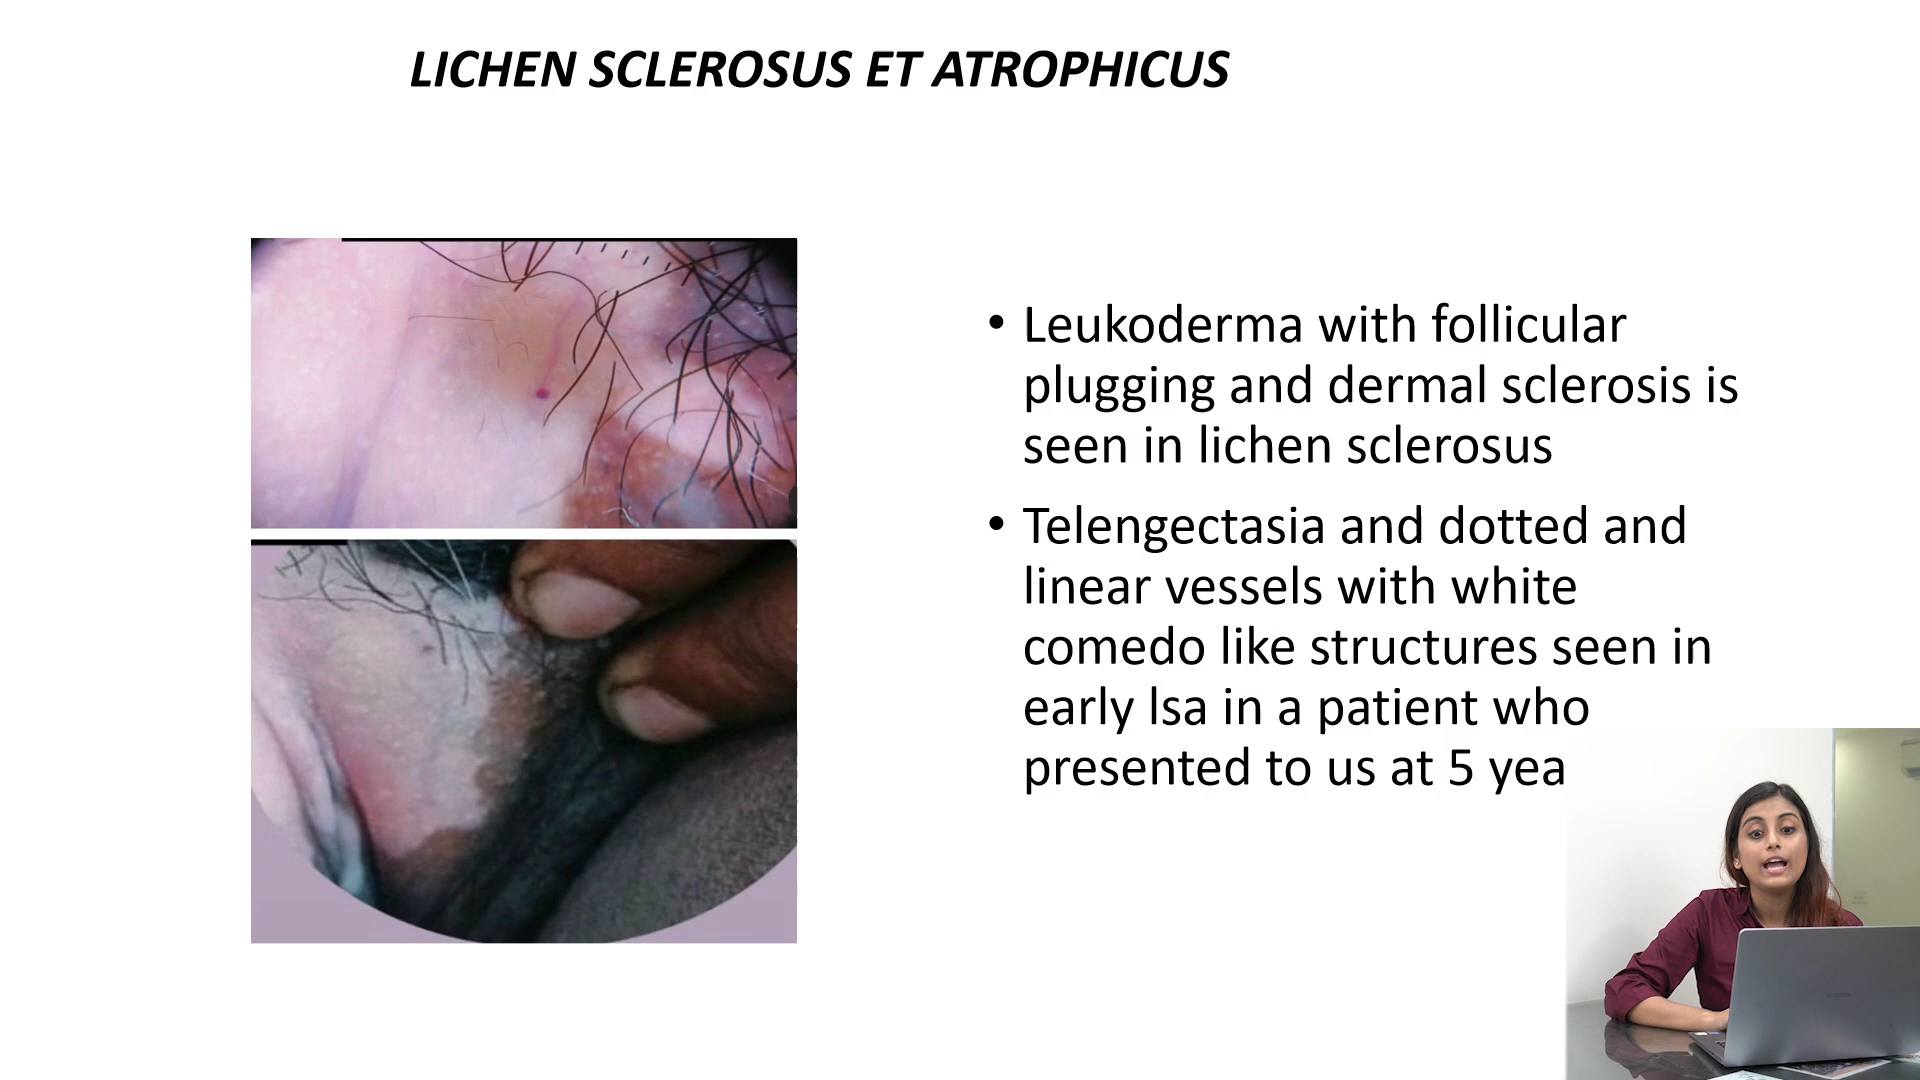 LICHEN SCLEROSUS ET ATROPHICUS
• Leukoderma with follicular
plugging and dermal sclerosis is
seen in lichen sclerosus
• Telengectasia and dotted and
linear vessels with white
comedo like structures seen in
early lsa in a patient who
presented to us at 5 yea